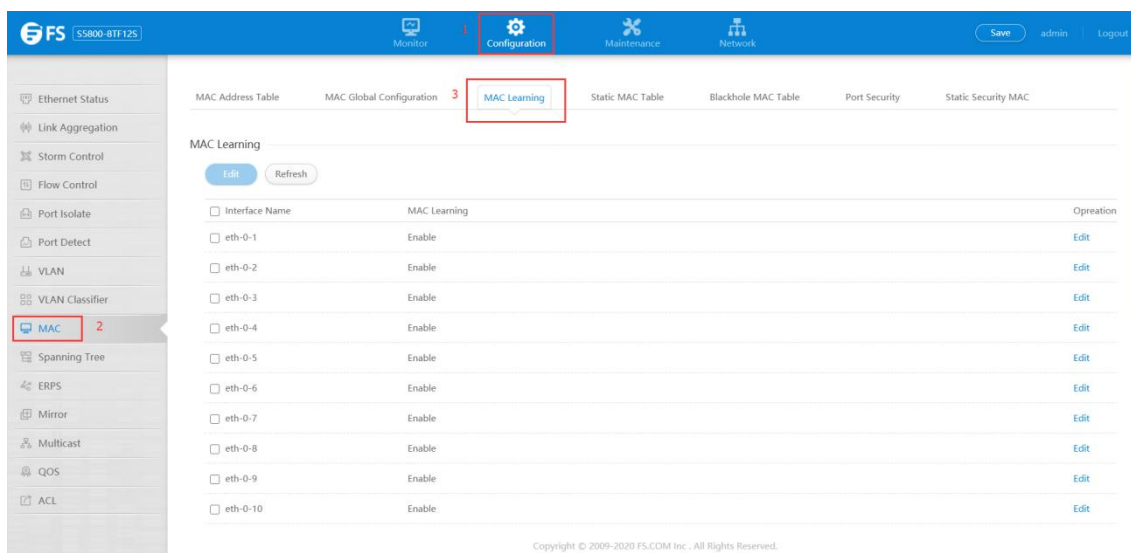 FS S5800-8TF12S
Monitor
1
Configuration
Maintenance
Network
Save
admin
Logout
Ethernet Status
Link Aggregation
Storm Control
Flow Control
Port Isolate
Port Detect
VLAN
VLAN Classifier
MAC 2
Spanning Tree
ERPS
Mirror
Multicast
QOS
ACL
MAC Address Table MAC Global Configuration 3 MAC Learning Static MAC Table Blackhole MAC Table Port Security Static Security MAC
MAC Learning
Edit Refresh
Interface Name MAC Learning Opreation
eth-0-1 Enable Edit
eth-0-2 Enable Edit
eth-0-3 Enable Edit
eth-0-4 Enable Edit
eth-0-5 Enable Edit
eth-0-6 Enable Edit
eth-0-7 Enable Edit
eth-0-8 Enable Edit
eth-0-9 Enable Edit
eth-0-10 Enable Edit
Copyright © 2009-2020 FS.COM Inc . All Rights Reserved.